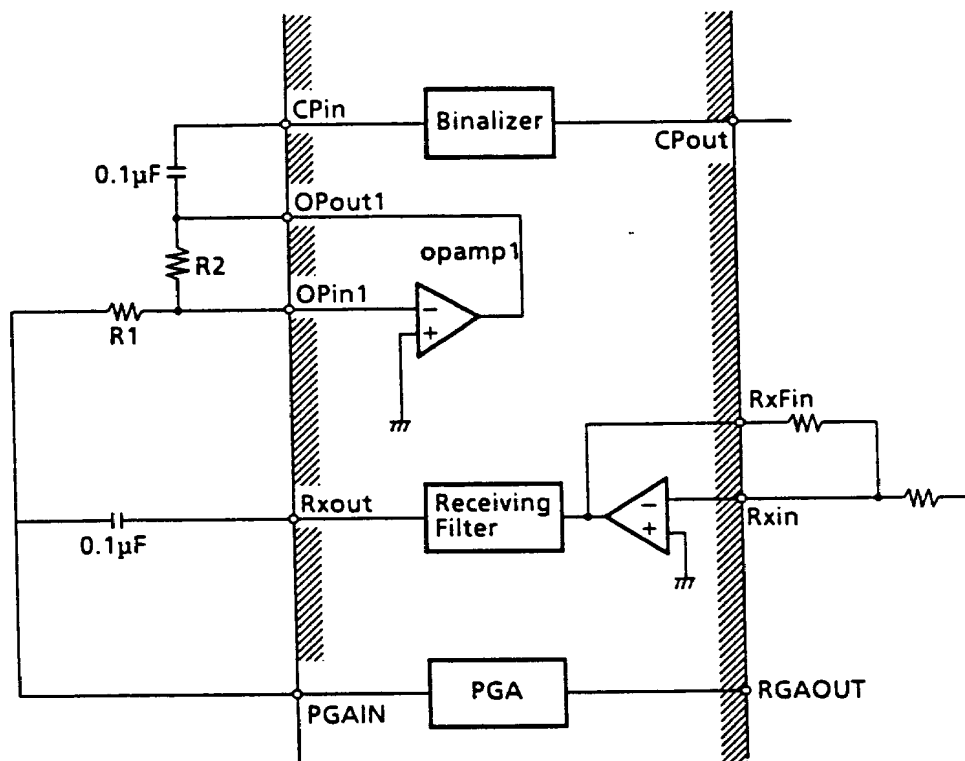 CPin
Binalizer
CPout
0.1μF
OPout1
opamp1
R2
OPin1
R1
−
+
RxFin
Rxout
Receiving
Filter
−
+
Rxin
0.1μF
PGAIN
PGA
RGAOUT